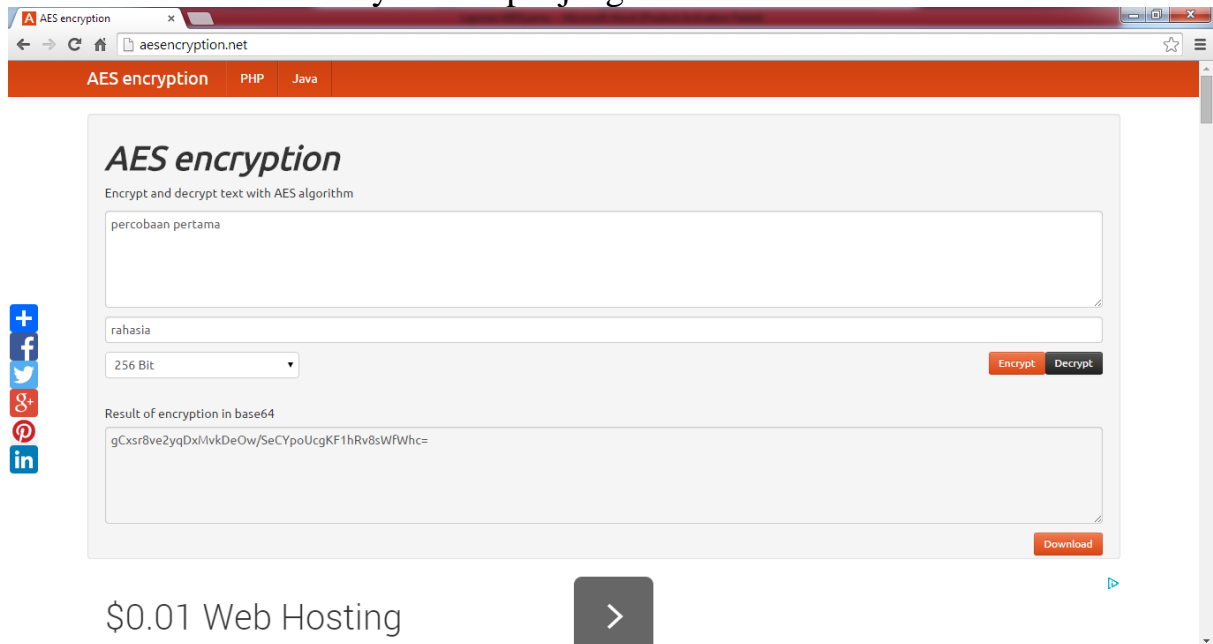 AES encryption
aesencryption.net
AES encryption PHP Java
AES encryption
Encrypt and decrypt text with AES algorithm
percobaan pertama
rahasia
256 Bit Encrypt Decrypt
Result of encryption in base64
gCxsr8ve2yqDxMvkDeOw/SeCYpoUcgKF1hRv8sWfWhc=
Download
$0.01 Web Hosting